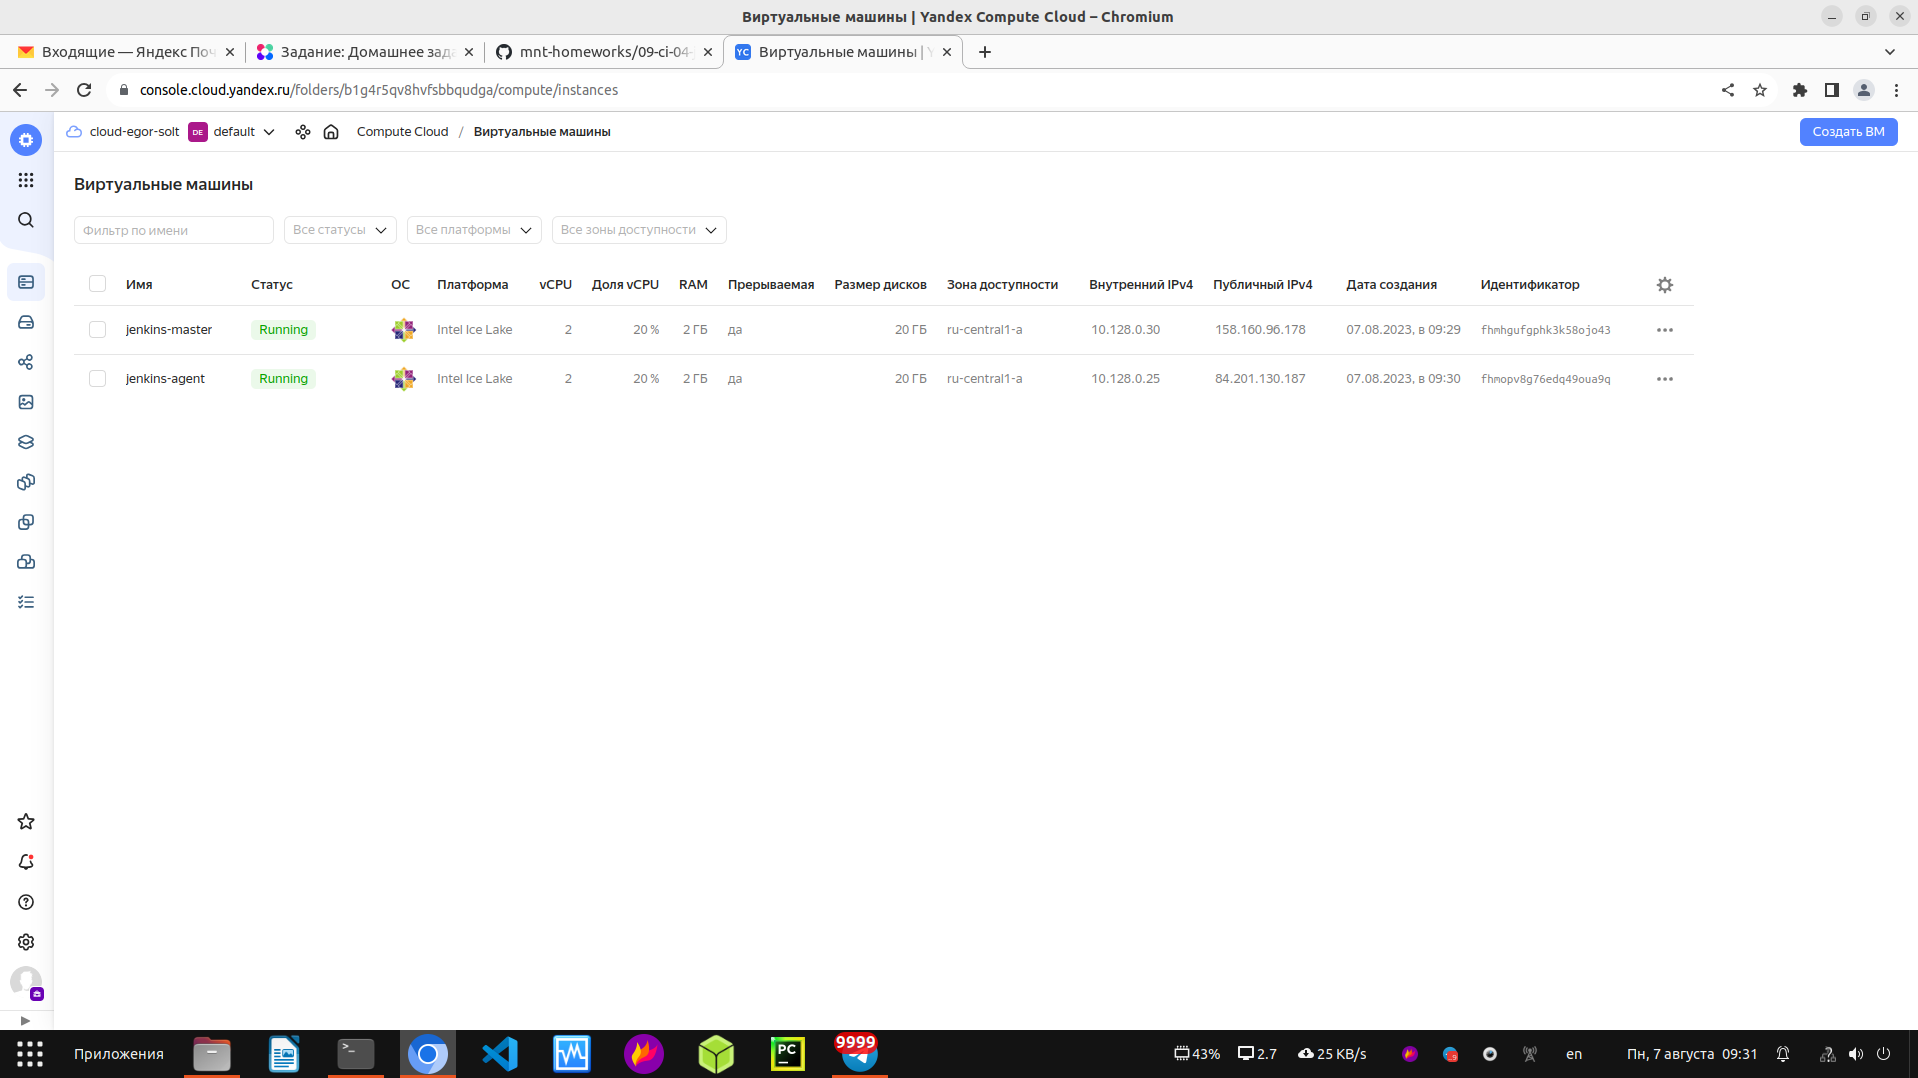 Виртуальные машины | Yandex Compute Cloud – Chromium
Входящие — Яндекс Поч
Задание: Домашнее зада
mnt-homeworks/09-ci-04-
YC Виртуальные машины |
console.cloud.yandex.ru/folders/b1g4r5qv8hvfsbbqudga/compute/instances
cloud-egor-solt DE default Compute Cloud / Виртуальные машины Создать ВМ
Виртуальные машины
Фильтр по имени Все статусы Все платформы Все зоны доступности
Имя Статус ОС Платформа vCPU Доля vCPU RAM Прерываемая Размер дисков Зона доступности Внутренний IPv4 Публичный IPv4 Дата создания Идентификатор
jenkins-master Running Intel Ice Lake 2 20 % 2 ГБ да 20 ГБ ru-central1-a 10.128.0.30 158.160.96.178 07.08.2023, в 09:29 fhmhgufgphk3k58ojo43
jenkins-agent Running Intel Ice Lake 2 20 % 2 ГБ да 20 ГБ ru-central1-a 10.128.0.25 84.201.130.187 07.08.2023, в 09:30 fhmopv8g76edq49oua9q
Приложения PC 9999 43% 2.7 25 KB/s en Пн, 7 августа 09:31